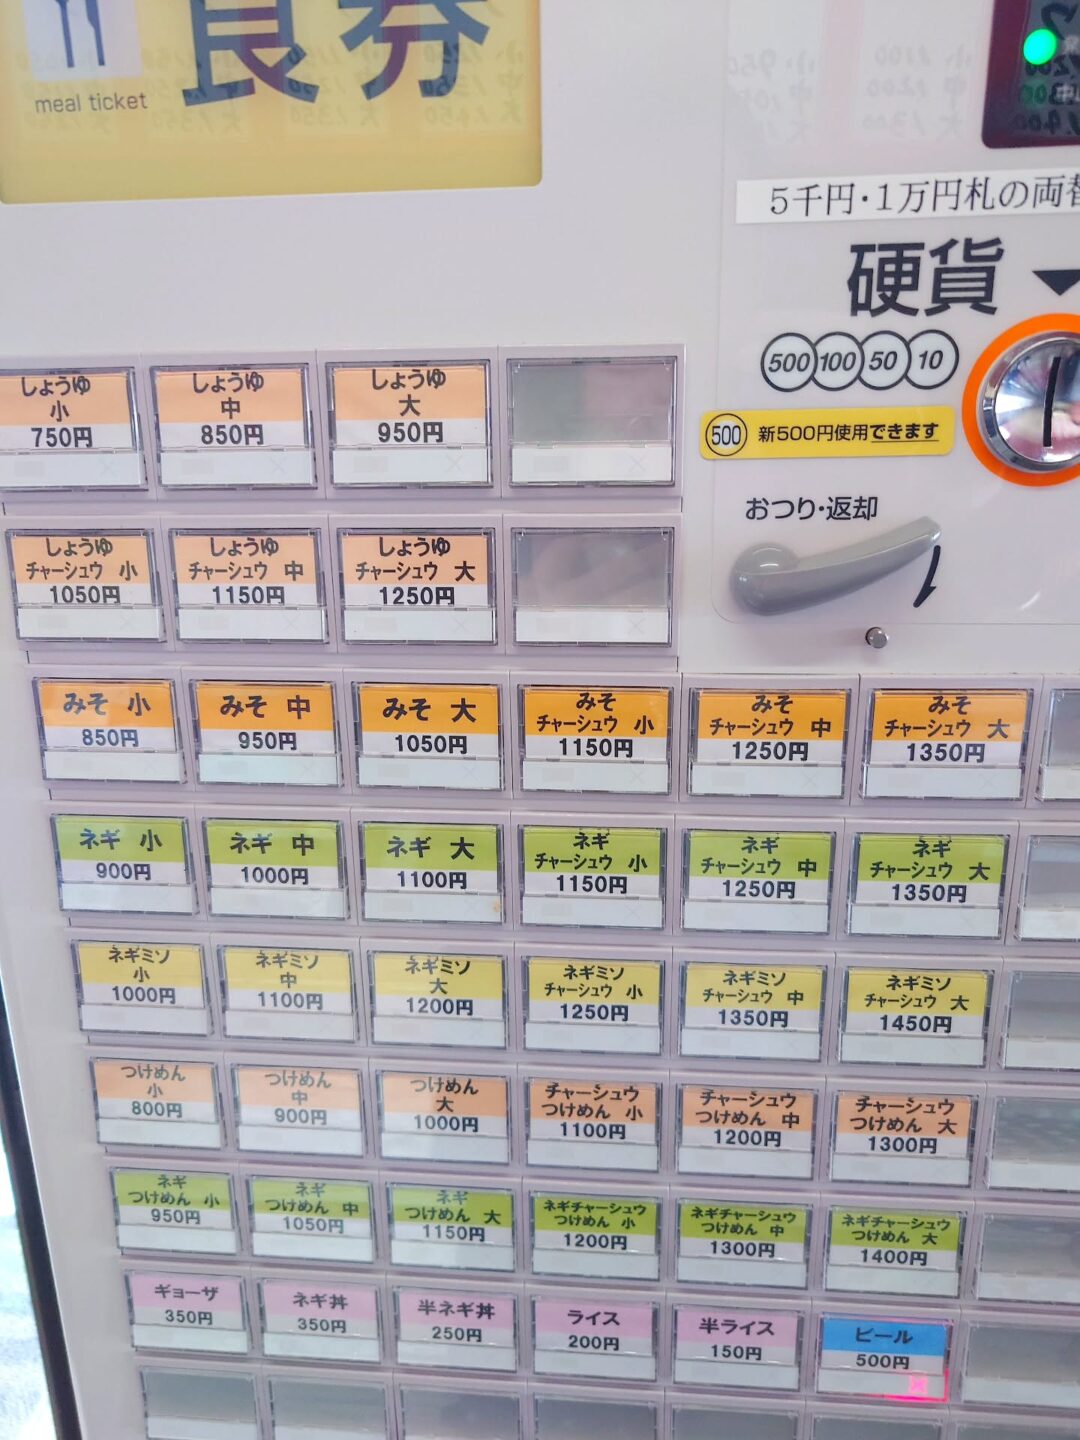 食券
meal ticket
5千円・1万円札の両替
硬貨
500 100 50 10
500 新500円使用できます
おつり・返却
しょうゆ
小
750円
しょうゆ
中
850円
しょうゆ
大
950円
しょうゆ
チャーシュウ 小
1050円
しょうゆ
チャーシュウ 中
1150円
しょうゆ
チャーシュウ 大
1250円
みそ 小
850円
みそ 中
950円
みそ 大
1050円
みそ
チャーシュウ 小
1150円
みそ
チャーシュウ 中
1250円
みそ
チャーシュウ 大
1350円
ネギ 小
900円
ネギ 中
1000円
ネギ 大
1100円
ネギ
チャーシュウ 小
1150円
ネギ
チャーシュウ 中
1250円
ネギ
チャーシュウ 大
1350円
ネギミソ
小
1000円
ネギミソ
中
1100円
ネギミソ
大
1200円
ネギミソ
チャーシュウ 小
1250円
ネギミソ
チャーシュウ 中
1350円
ネギミソ
チャーシュウ 大
1450円
つけめん
小
800円
つけめん
中
900円
つけめん
大
1000円
チャーシュウ
つけめん 小
1100円
チャーシュウ
つけめん 中
1200円
チャーシュウ
つけめん 大
1300円
ネギ
つけめん 小
950円
ネギ
つけめん 中
1050円
ネギ
つけめん 大
1150円
ネギチャーシュウ
つけめん 小
1200円
ネギチャーシュウ
つけめん 中
1300円
ネギチャーシュウ
つけめん 大
1400円
ギョーザ
350円
ネギ丼
350円
半ネギ丼
250円
ライス
200円
半ライス
150円
ビール
500円